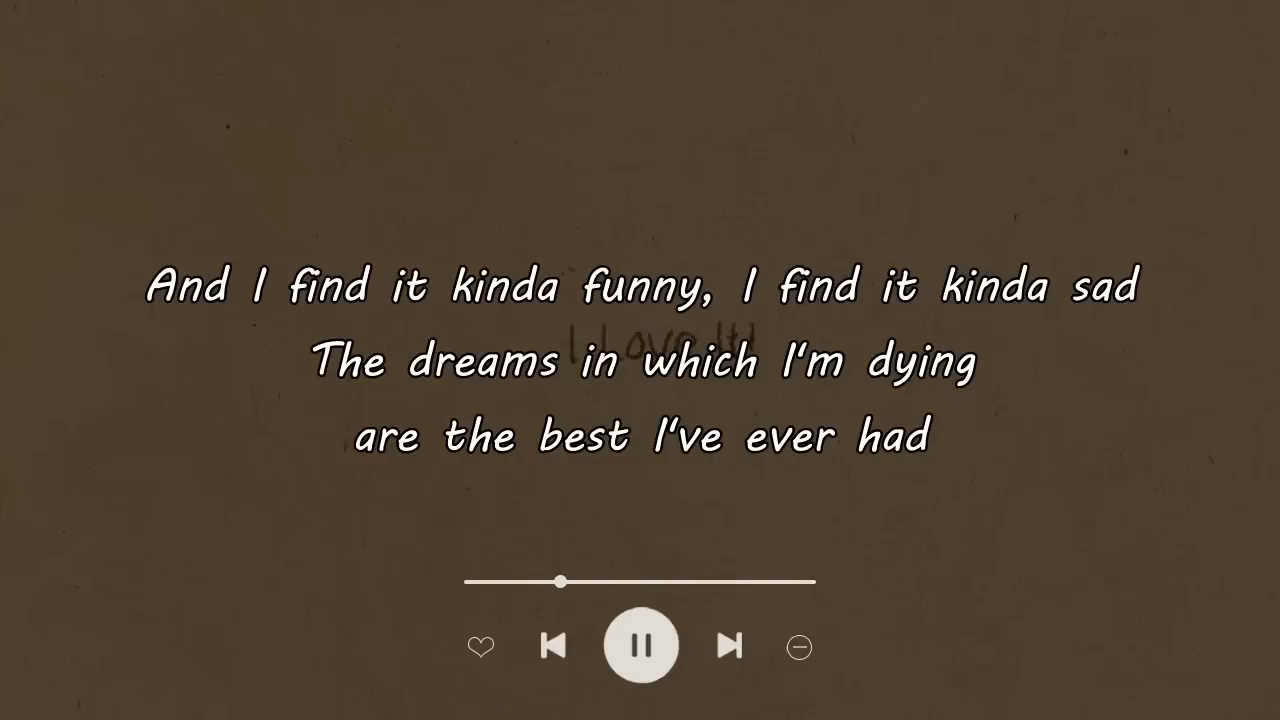 And I find it kinda funny, I find it kinda sad
The dreams in which I'm dying
are the best I've ever had